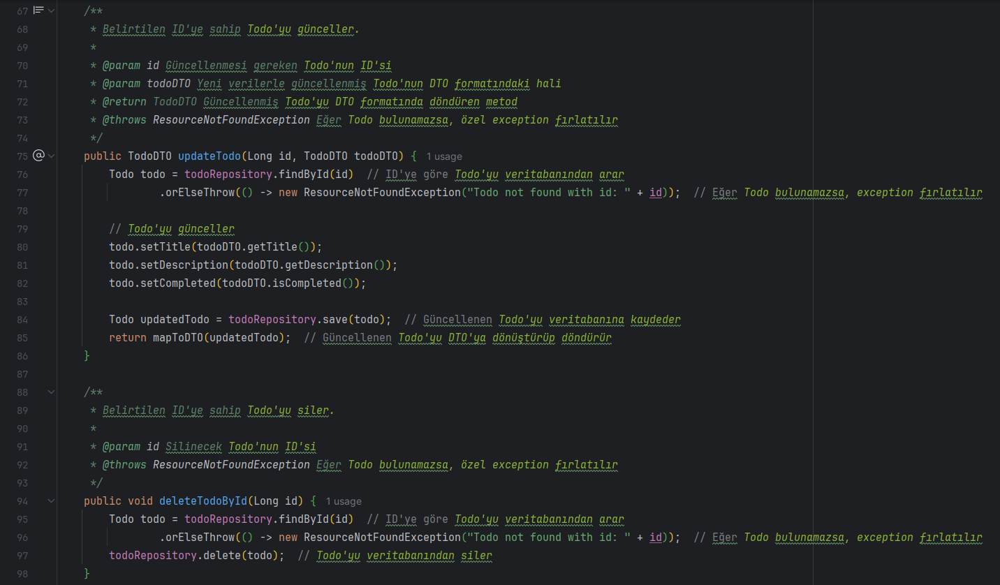 67 /**
68 * Belirtilen ID'ye sahip Todo'yu günceller.
69 *
70 * @param id Güncellenmesi gereken Todo'nun ID'si
71 * @param todoDTO Yeni verilerle güncellenmiş Todo'nun DTO formatındaki hali
72 * @return TodoDTO Güncellenmiş Todo'yu DTO formatında döndüren metod
73 * @throws ResourceNotFoundException Eğer Todo bulunamazsa, özel exception fırlatılır
74 */
75 @ public TodoDTO updateTodo(Long id, TodoDTO todoDTO) { 1 usage
76 Todo todo = todoRepository.findById(id) // ID'ye göre Todo'yu veritabanından arar
77 .orElseThrow(() -> new ResourceNotFoundException("Todo not found with id: " + id)); // Eğer Todo bulunamazsa, exception fırlatılır
78
79 // Todo'yu günceller
80 todo.setTitle(todoDTO.getTitle());
81 todo.setDescription(todoDTO.getDescription());
82 todo.setCompleted(todoDTO.isCompleted());
83
84 Todo updatedTodo = todoRepository.save(todo); // Güncellenen Todo'yu veritabanına kaydeder
85 return mapToDTO(updatedTodo); // Güncellenen Todo'yu DTO'ya dönüştürüp döndürür
86 }
87
88 /**
89 * Belirtilen ID'ye sahip Todo'yu siler.
90 *
91 * @param id Silinecek Todo'nun ID'si
92 * @throws ResourceNotFoundException Eğer Todo bulunamazsa, özel exception fırlatılır
93 */
94 public void deleteTodoById(Long id) { 1 usage
95 Todo todo = todoRepository.findById(id) // ID'ye göre Todo'yu veritabanından arar
96 .orElseThrow(() -> new ResourceNotFoundException("Todo not found with id: " + id)); // Eğer Todo bulunamazsa, exception fırlatılır
97 todoRepository.delete(todo); // Todo'yu veritabanından siler
98 }